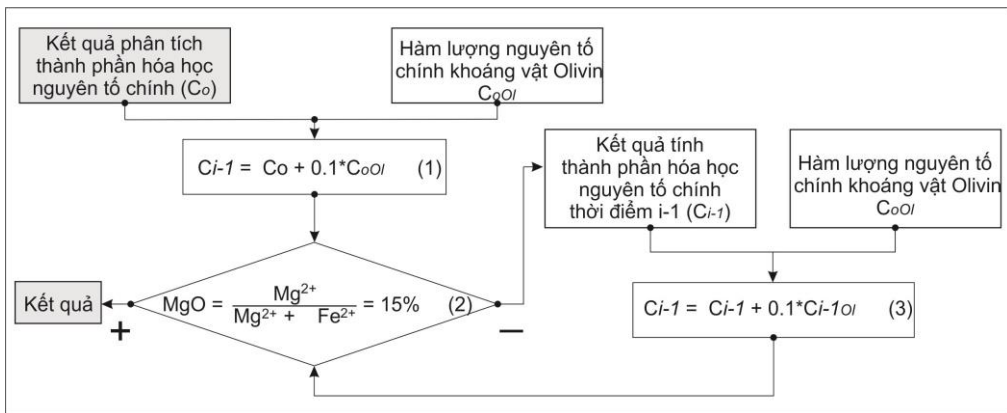 Kết quả phân tích
thành phần hóa học
nguyên tố chính (Co)
Hàm lượng nguyên tố
chính khoáng vật Olivin
CoOl
Ci-1 = Co + 0.1*CoOl (1)
Kết quả tính
thành phần hóa học
nguyên tố chính
thời điểm i-1 (Ci-1)
Hàm lượng nguyên tố
chính khoáng vật Olivin
CoOl
Kết quả
+
MgO = Mg²⁺ / Mg²⁺ + Fe²⁺ = 15% (2)
−
Ci-1 = Ci-1 + 0.1*Ci-1Ol (3)